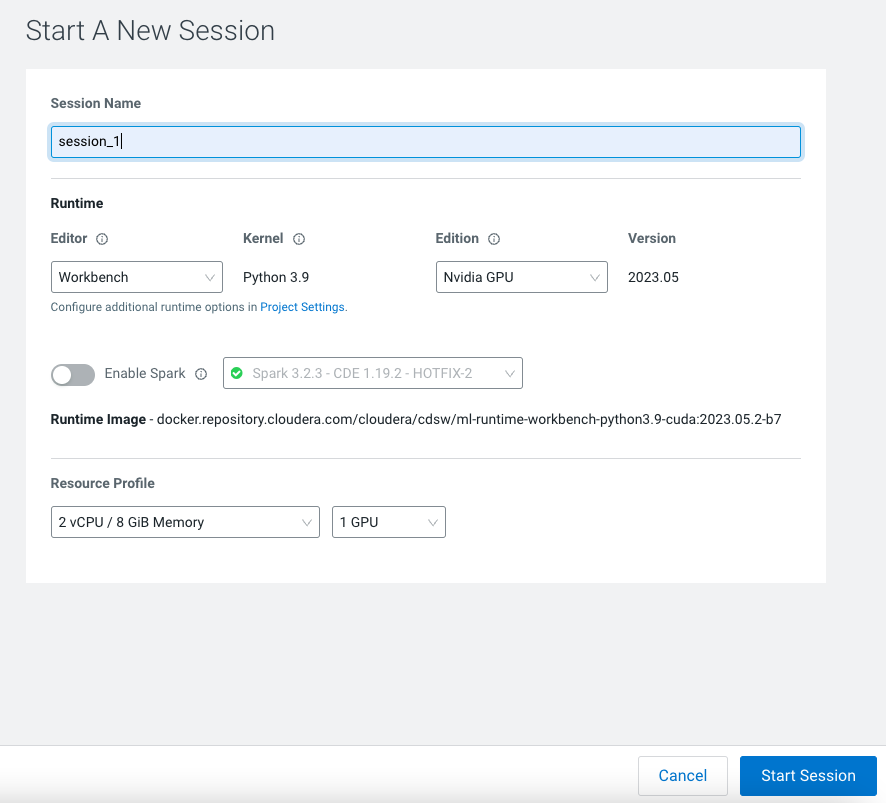 Start A New Session
Session Name
session_1
Runtime
Editor Kernel Edition Version
Workbench Python 3.9 Nvidia GPU 2023.05
Configure additional runtime options in Project Settings.
Enable Spark Spark 3.2.3 - CDE 1.19.2 - HOTFIX-2
Runtime Image - docker.repository.cloudera.com/cloudera/cdsw/ml-runtime-workbench-python3.9-cuda:2023.05.2-b7
Resource Profile
2 vCPU / 8 GiB Memory 1 GPU
Cancel Start Session